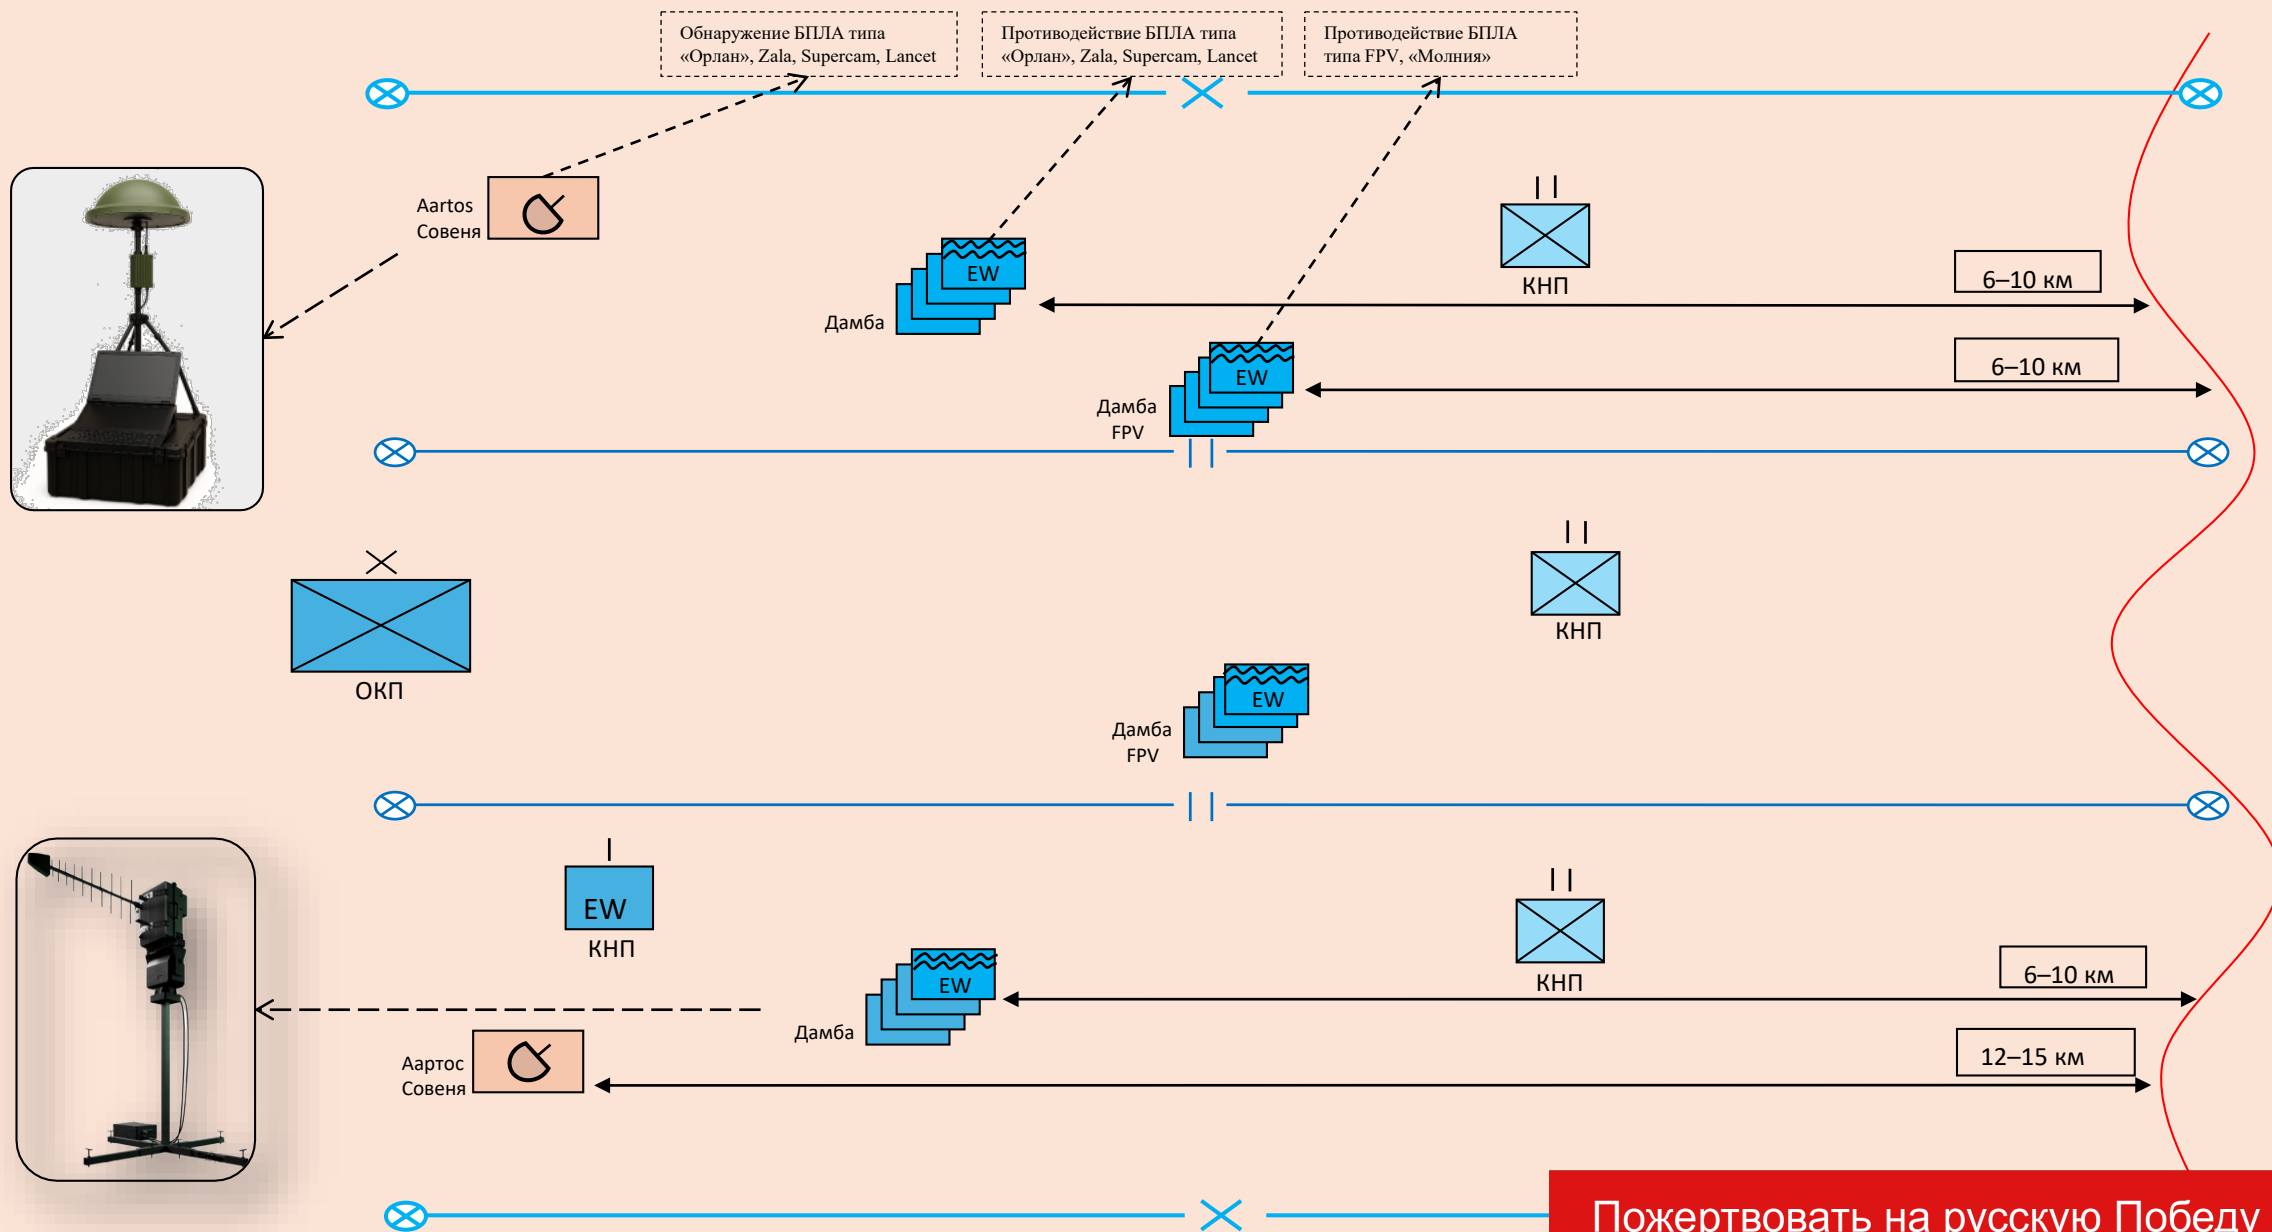 Обнаружение БПЛА типа
«Орлан», Zala, Supercam, Lancet
Противодействие БПЛА типа
«Орлан», Zala, Supercam, Lancet
Противодействие БПЛА
типа FPV, «Молния»
Aartos
Совеня
EW
Дамба
КНП
6–10 км
EW
Дамба
FPV
6–10 км
ОКП
КНП
EW
Дамба
FPV
EW
КНП
EW
Дамба
КНП
6–10 км
Аартос
Совеня
12–15 км
Пожертвовать на русскую Победу